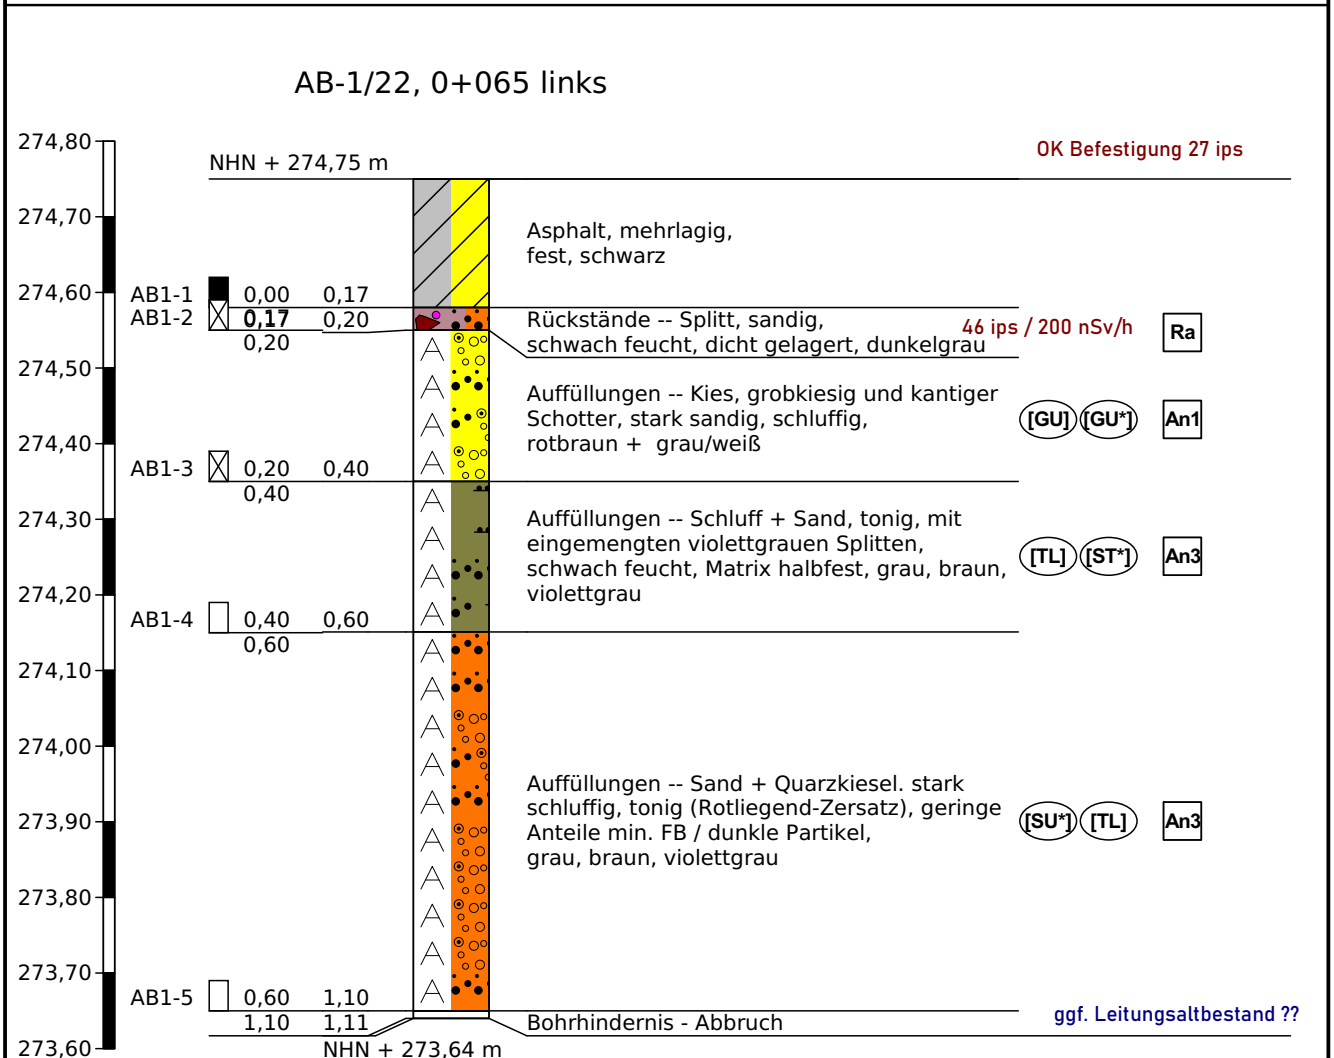 AB-1/22, 0+065 links
274,80
OK Befestigung 27 ips
NHN + 274,75 m
274,70
Asphalt, mehrlagig,
fest, schwarz
274,60
AB1-1 0,00 0,17
AB1-2 0,17 0,20
0,20
Rückstände -- Splitt, sandig,
schwach feucht, dicht gelagert, dunkelgrau
46 ips / 200 nSv/h
Ra
274,50
Auffüllungen -- Kies, grobkiesig und kantiger
Schotter, stark sandig, schluffig,
rotbraun + grau/weiß
[GU] [GU*] An1
274,40
AB1-3 0,20 0,40
0,40
274,30
Auffüllungen -- Schluff + Sand, tonig, mit
eingemengten violettgrauen Splitten,
schwach feucht, Matrix halbfest, grau, braun,
violettgrau
[TL] [ST*] An3
274,20
AB1-4 0,40 0,60
0,60
274,10
274,00
Auffüllungen -- Sand + Quarzkiesel. stark
schluffig, tonig (Rotliegend-Zersatz), geringe
Anteile min. FB / dunkle Partikel,
grau, braun, violettgrau
[SU*] [TL] An3
273,90
273,80
273,70
AB1-5 0,60 1,10
1,10 1,11
Bohrhindernis - Abbruch
ggf. Leitungsaltbestand ??
273,60
NHN + 273,64 m